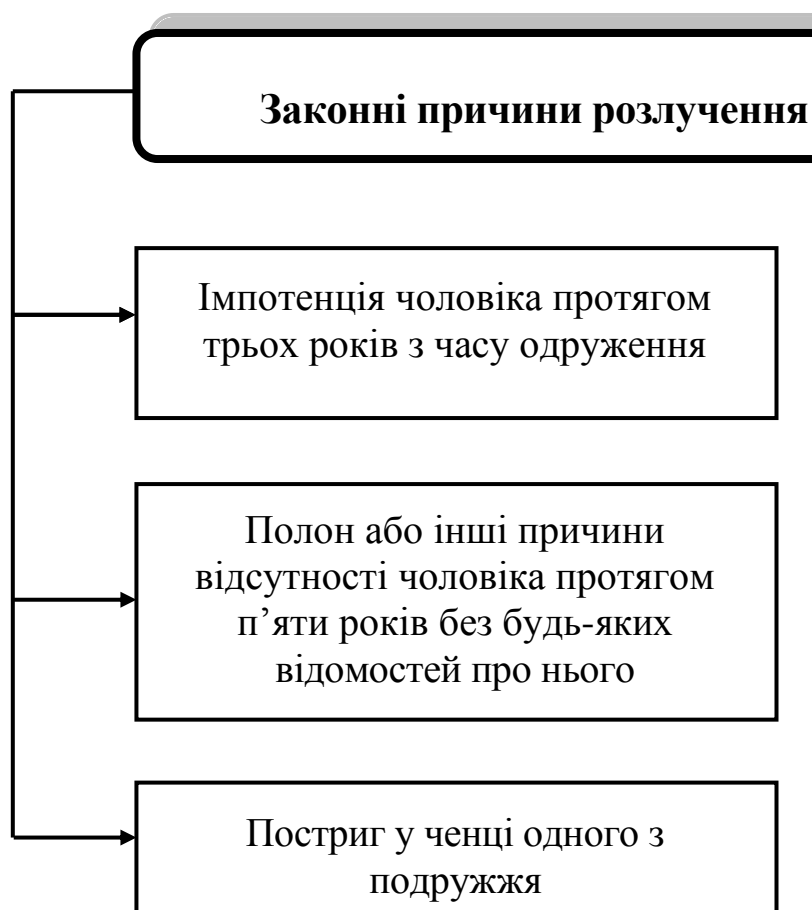 Законні причини розлучення
Імпотенція чоловіка протягом
трьох років з часу одруження
Полон або інші причини
відсутності чоловіка протягом
п’яти років без будь-яких
відомостей про нього
Постриг у ченці одного з
подружжя